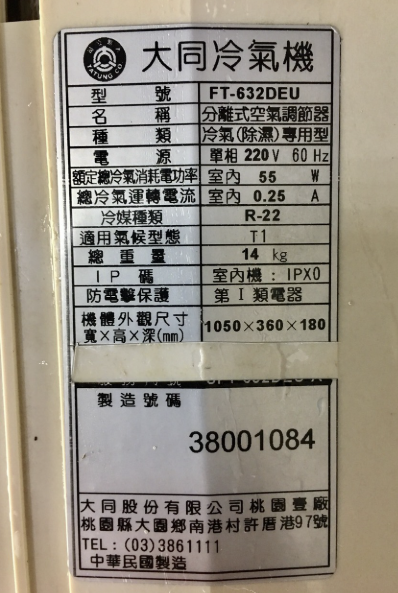 TATUNG CO
大同冷氣機
型號 FT-632DEU
名稱 分離式空氣調節器
種類 冷氣(除濕)專用型
電源 單相 220V 60Hz
額定總冷氣消耗電功率 室內 55 W
總冷氣運轉電流 室內 0.25 A
冷媒種類 R-22
適用氣候型態 T1
總重量 14 kg
IP碼 室內機：IPX0
防電擊保護 第I類電器
機體外觀尺寸
寬×高×深(mm) 1050×360×180
製造號碼
38001084
大同股份有限公司桃園壹廠
桃園縣大園鄉南港村許厝港97號
TEL：(03)3861111
中華民國製造